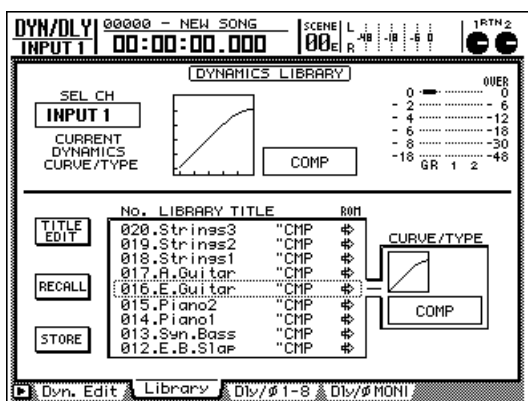 DYN/DLY 00000 - NEW SONG SCENE L 1 RTN 2
INPUT 1 00:00:00.000 00E R -48 -18 -6 0
DYNAMICS LIBRARY
SEL CH
INPUT 1
CURRENT
DYNAMICS
CURVE/TYPE
COMP
OVER
0 0
- 2 - 6
- 4 -12
- 6 -18
- 8 -30
-18 -48
GR 1 2
No. LIBRARY TITLE ROM
020.Strings3 "CMP
019.Strings2 "CMP
018.Strings1 "CMP
017.A.Guitar "CMP
016.E.Guitar "CMP
015.Piano2 "CMP
014.Piano1 "CMP
013.Syn.Bass "CMP
012.E.B.Slap "CMP
TITLE
EDIT
RECALL
STORE
CURVE/TYPE
COMP
Dyn. Edit Library Dly/Ø1-8 Dly/ØMONI